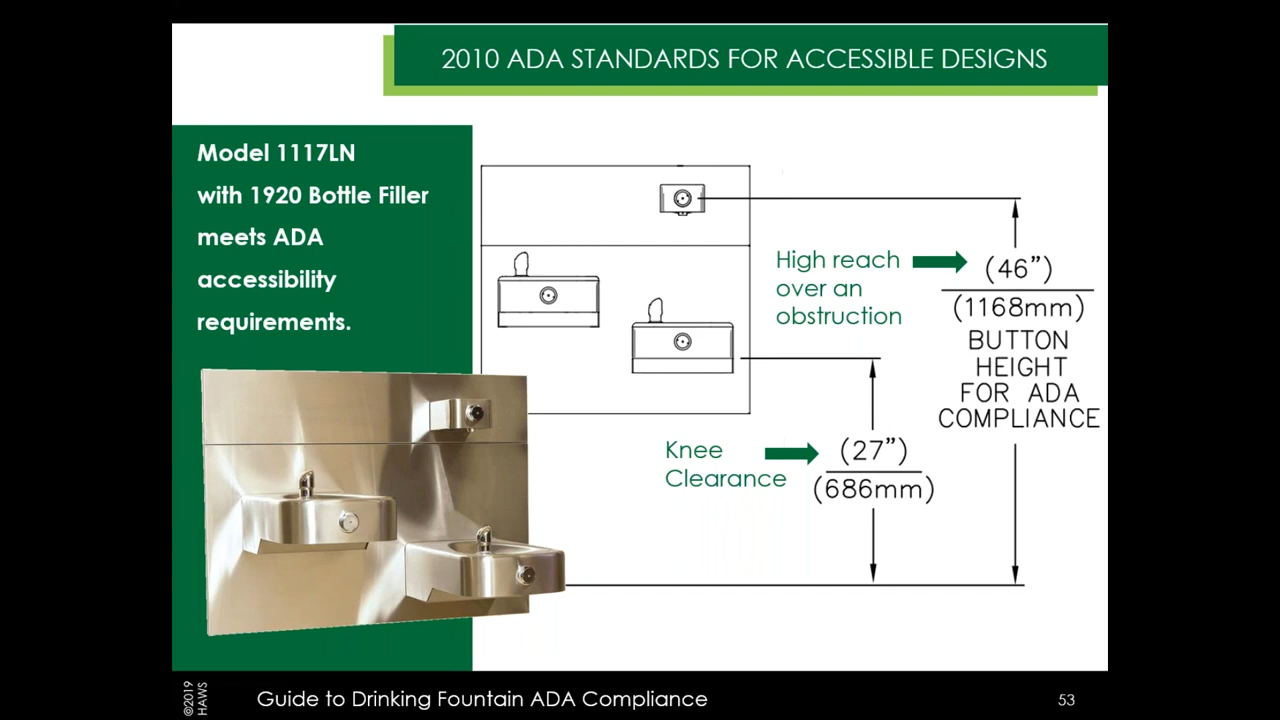 2010 ADA STANDARDS FOR ACCESSIBLE DESIGNS
Model 1117LN
with 1920 Bottle Filler
meets ADA
accessibility
requirements.
High reach
over an
obstruction
(46”)
(1168mm)
BUTTON
HEIGHT
FOR ADA
COMPLIANCE
Knee
Clearance
(27”)
(686mm)
©2019
HAWS
Guide to Drinking Fountain ADA Compliance
53